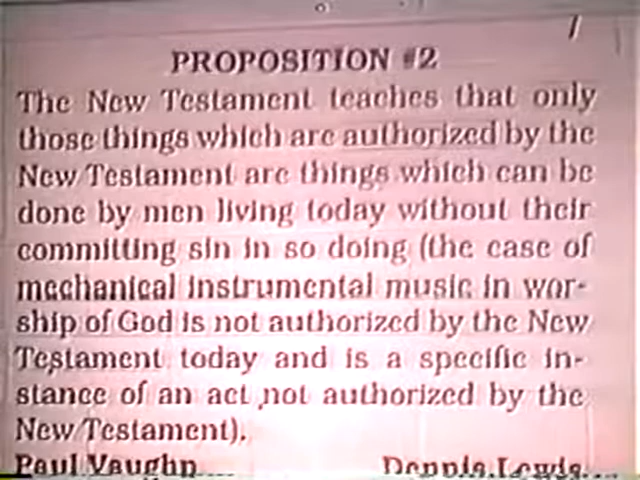 PROPOSITION #2
The New Testament teaches that only
those things which are authorized by the
New Testament are things which can be
done by men living today without their
committing sin in so doing (the case of
mechanical instrumental music in wor-
ship of God is not authorized by the New
Testament today and is a specific in-
stance of an act not authorized by the
New Testament).
Paul Vaughn Dennis Lewis